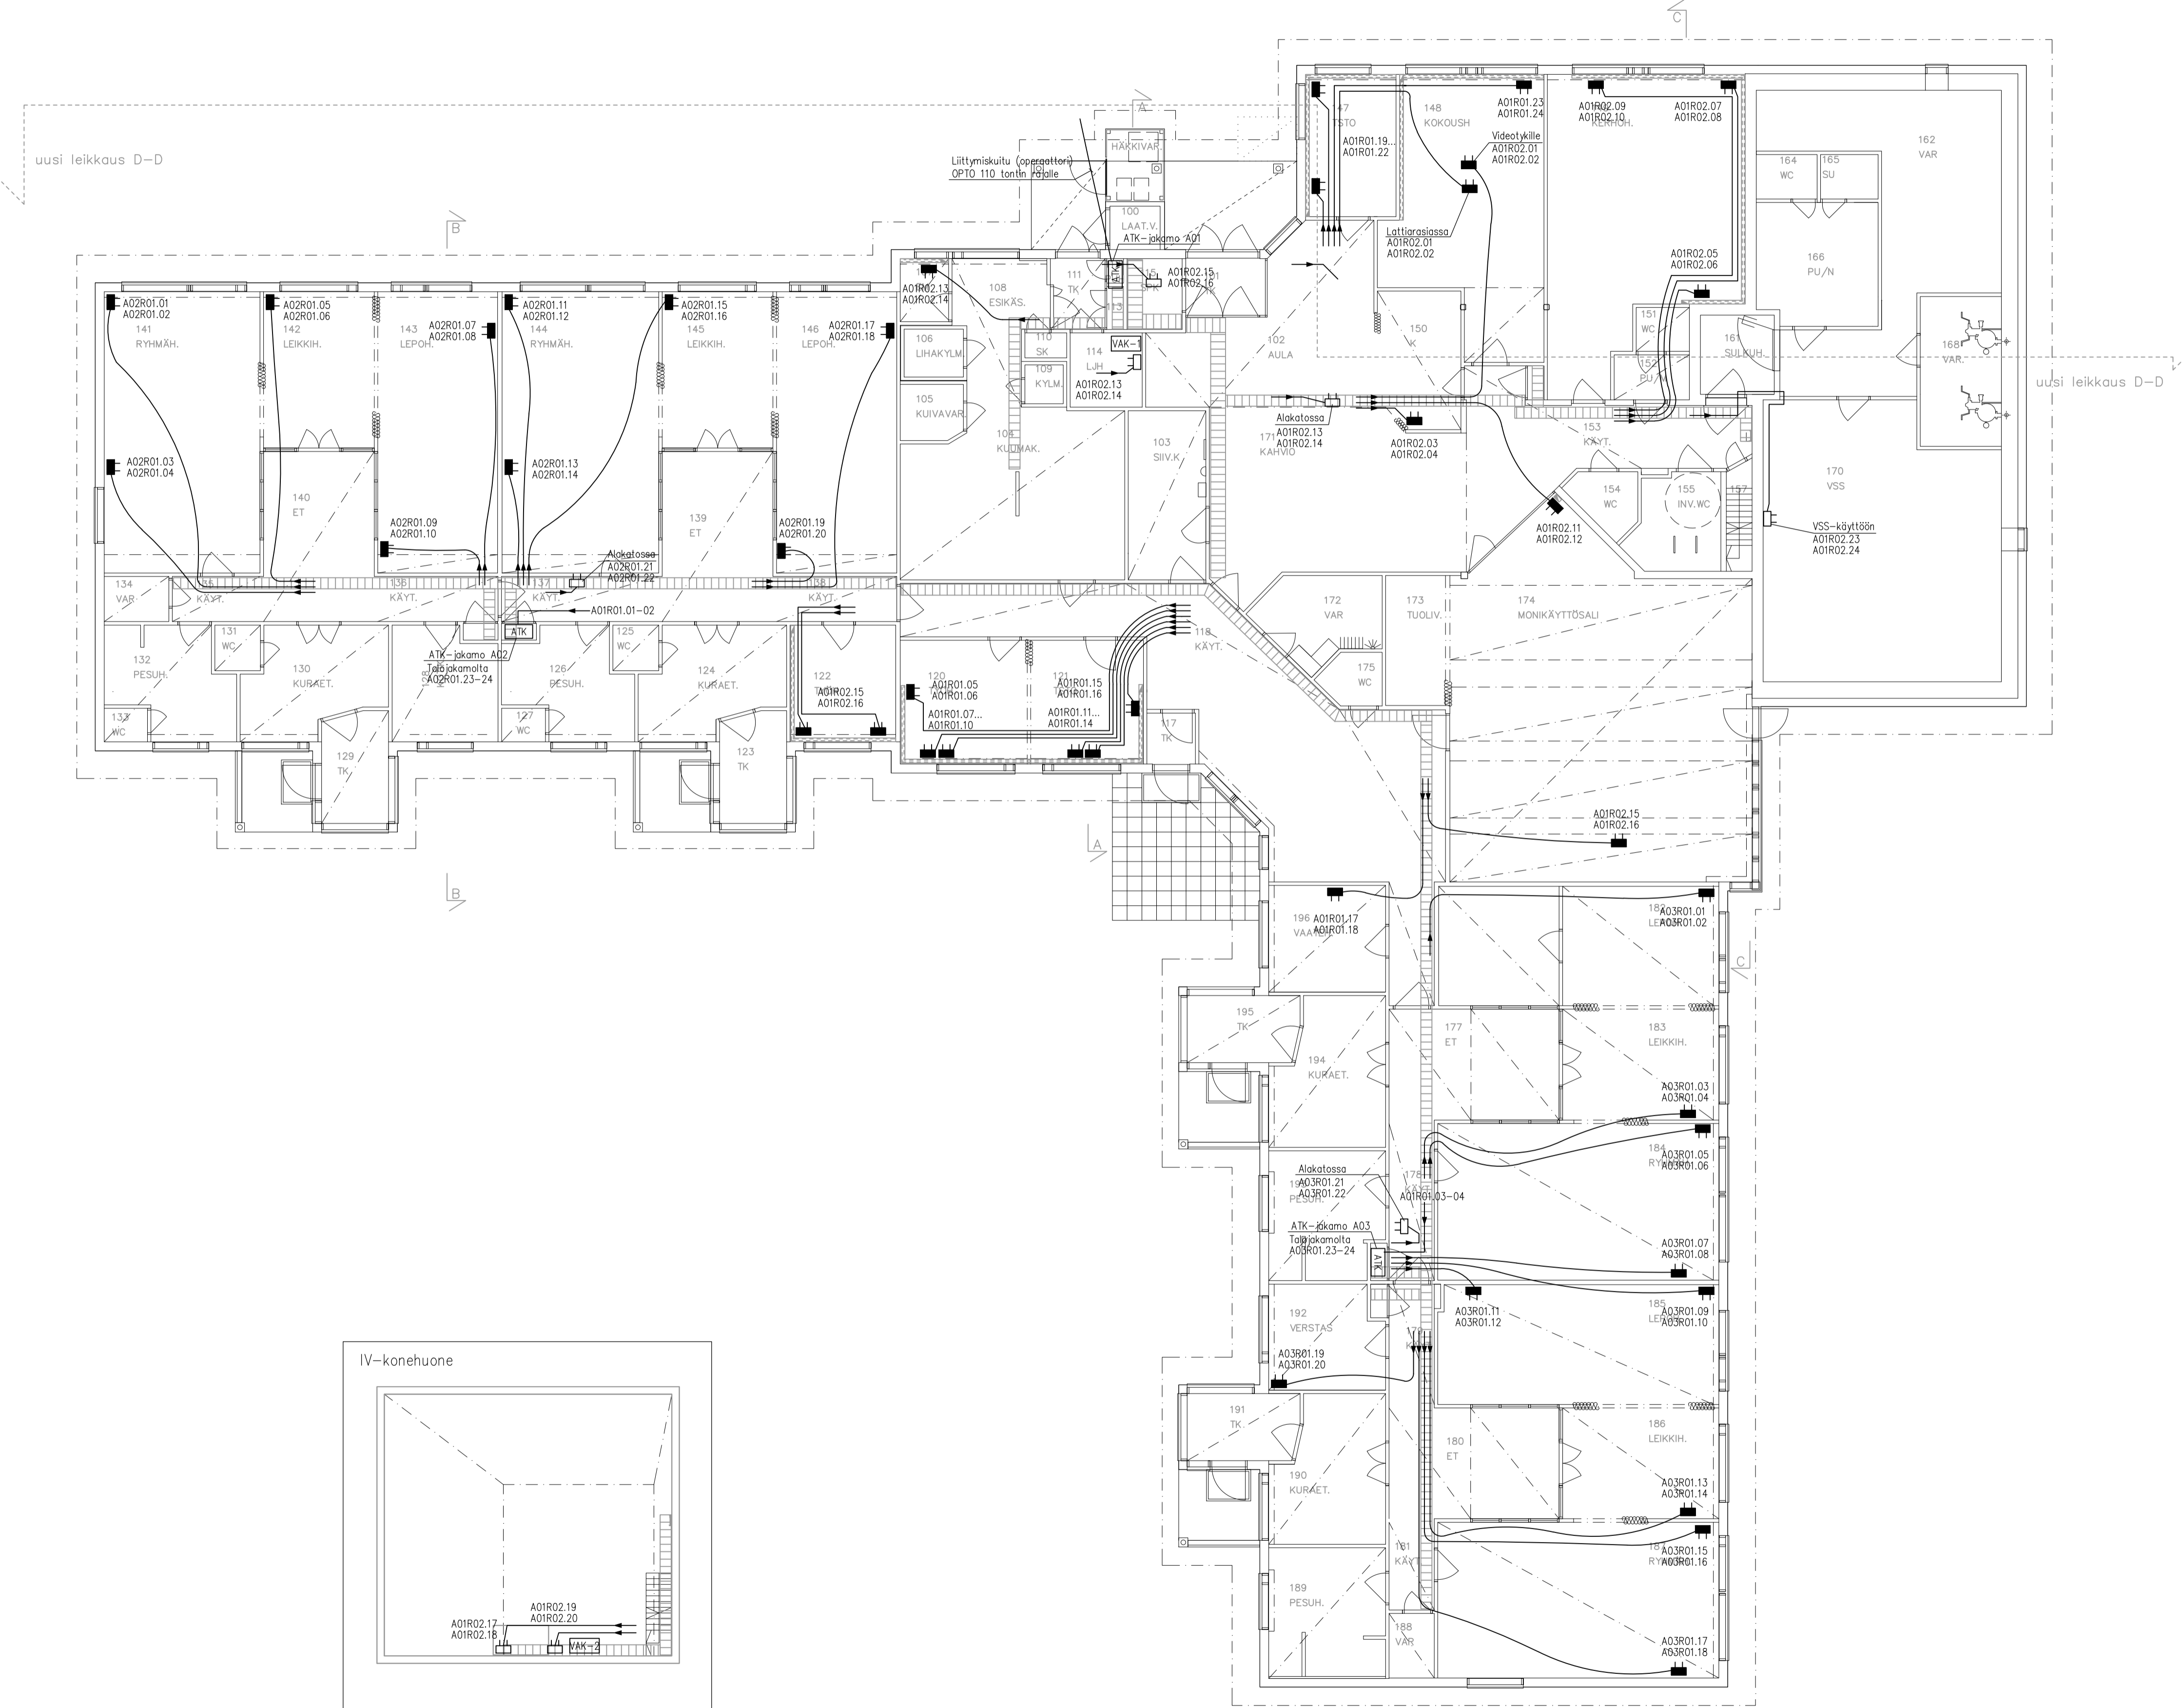 C
uusi leikkaus D-D
A
HÄKKIVAR.
Liittymiskuitu (operaattori)
OPTO 110 tontin rajalle
100
LAAT.V.
ATK-jakamo A01
B
147
TSTO
A01R01.19...
A01R01.22
148
KOKOUSH
A01R01.23
A01R01.24
Videotykille
A01R02.01
A01R02.02
Lattiarasiassa
A01R02.01
A01R02.02
A01R02.09
A01R02.10
KERHOH.
A01R02.07
A01R02.08
A01R02.05
A01R02.06
162
VAR
164
WC
165
SU
166
PU/N
168
VAR.
161
SULKUH.
151
WC
152
PU/
150
K
102
AULA
uusi leikkaus D-D
A02R01.01
A02R01.02
141
RYHMÄH.
A02R01.05
A02R01.06
142
LEIKKIH.
143
LEPOH.
A02R01.07
A02R01.08
A02R01.11
A02R01.12
144
RYHMÄH.
A02R01.15
A02R01.16
145
LEIKKIH.
146
LEPOH.
A02R01.17
A02R01.18
A01R02.13
A01R02.14
108
ESIKÄS.
111
TK
ATK
113
A01R02.15
A01R02.16
106
LIHAKYLM.
110
SK
109
KYLM.
114
LJH
VAK-1
A01R02.13
A01R02.14
105
KUIVAVAR.
104
KUUMAK.
103
SIIV.K
Alakatossa
A01R02.13
A01R02.14
171
KAHVIO
A01R02.03
A01R02.04
A01R02.11
A01R02.12
153
KÄYT.
154
WC
155
INV.WC
157
170
VSS
VSS-käyttöön
A01R02.23
A01R02.24
A02R01.03
A02R01.04
140
ET
A02R01.09
A02R01.10
A02R01.13
A02R01.14
139
ET
A02R01.19
A02R01.20
Alakatossa
A02R01.21
A02R01.22
134
VAR
KÄYT.
136
KÄYT.
137
KÄYT.
138
KÄYT.
A01R01.01-02
ATK
ATK-jakamo A02
Talojakamolta
A02R01.23-24
132
PESUH.
131
WC
130
KURAET.
133
WC
129
TK
126
PESUH.
125
WC
127
WC
124
KURAET.
123
TK
122
A01R02.15
A01R02.16
120
A01R01.05
A01R01.06
A01R01.07...
A01R01.10
121
A01R01.15
A01R01.16
A01R01.11...
A01R01.14
117
TK
118
KÄYT.
172
VAR
173
TUOLIV.
174
MONIKÄYTTÖSALI
175
WC
A01R02.15
A01R02.16
A
B
C
196
A01R01.17
A01R01.18
A03R01.01
A03R01.02
195
TK
194
KURAET.
177
ET
183
LEIKKIH.
A03R01.03
A03R01.04
184
A03R01.05
A03R01.06
Alakatossa
A03R01.21
A03R01.22
PESUH.
178
A01R01.03-04
ATK-jakamo A03
Talojakamolta
A03R01.23-24
ATK
A03R01.07
A03R01.08
192
VERSTAS
A03R01.11
A03R01.12
185
A03R01.09
A03R01.10
A03R01.19
A03R01.20
191
TK
180
ET
186
LEIKKIH.
190
KURAET.
A03R01.13
A03R01.14
181
KÄYT
A03R01.15
A03R01.16
189
PESUH.
188
VAR
A03R01.17
A03R01.18
IV-konehuone
A01R02.19
A01R02.20
A01R02.17
A01R02.18
VAK-2